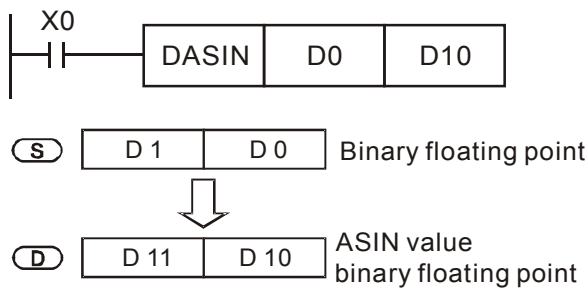 X0
DASIN D0 D10
S D 1 D 0 Binary floating point
D D 11 D 10 ASIN value
binary floating point